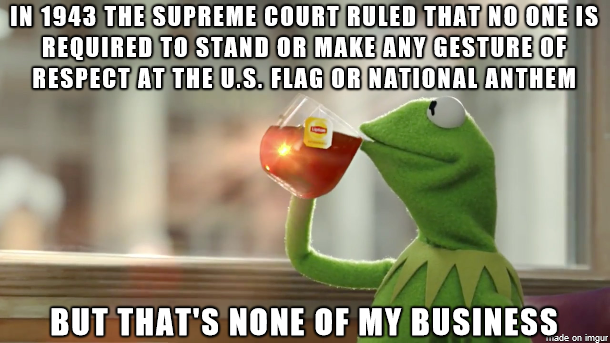 IN 1943 THE SUPREME COURT RULED THAT NO ONE IS
REQUIRED TO STAND OR MAKE ANY GESTURE OF
RESPECT AT THE U.S. FLAG OR NATIONAL ANTHEM
Lipton
BUT THAT'S NONE OF MY BUSINESS
made on imgur